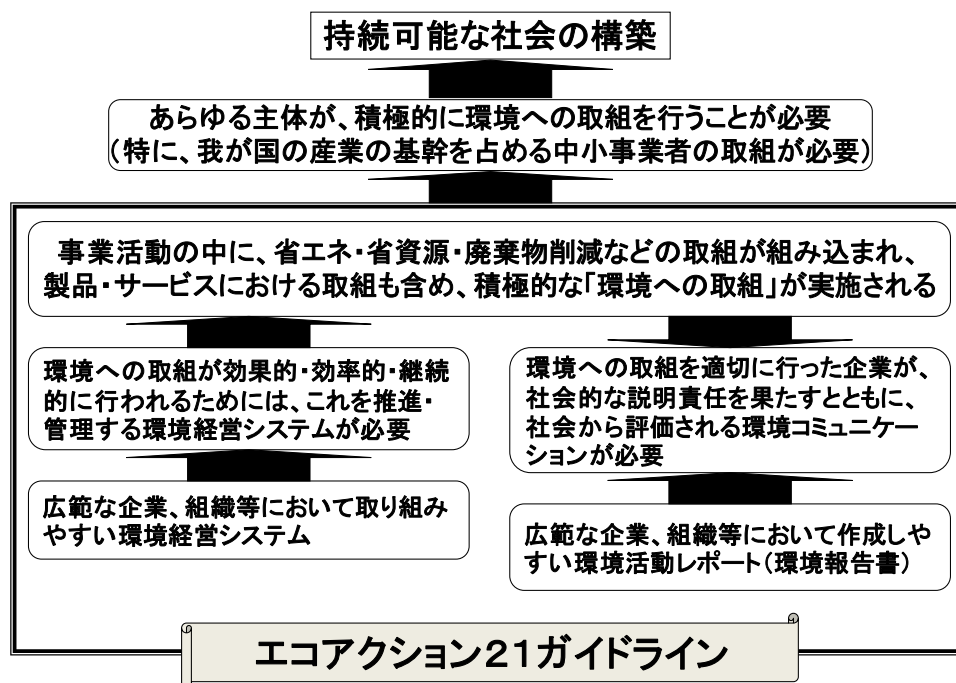 持続可能な社会の構築
あらゆる主体が、積極的に環境への取組を行うことが必要
(特に、我が国の産業の基幹を占める中小事業者の取組が必要)
事業活動の中に、省エネ・省資源・廃棄物削減などの取組が組み込まれ、
製品・サービスにおける取組も含め、積極的な「環境への取組」が実施される
環境への取組が効果的・効率的・継続
的に行われるためには、これを推進・
管理する環境経営システムが必要
広範な企業、組織等において取り組み
やすい環境経営システム
環境への取組を適切に行った企業が、
社会的な説明責任を果たすとともに、
社会から評価される環境コミュニケー
ションが必要
広範な企業、組織等において作成しや
すい環境活動レポート(環境報告書)
エコアクション21ガイドライン